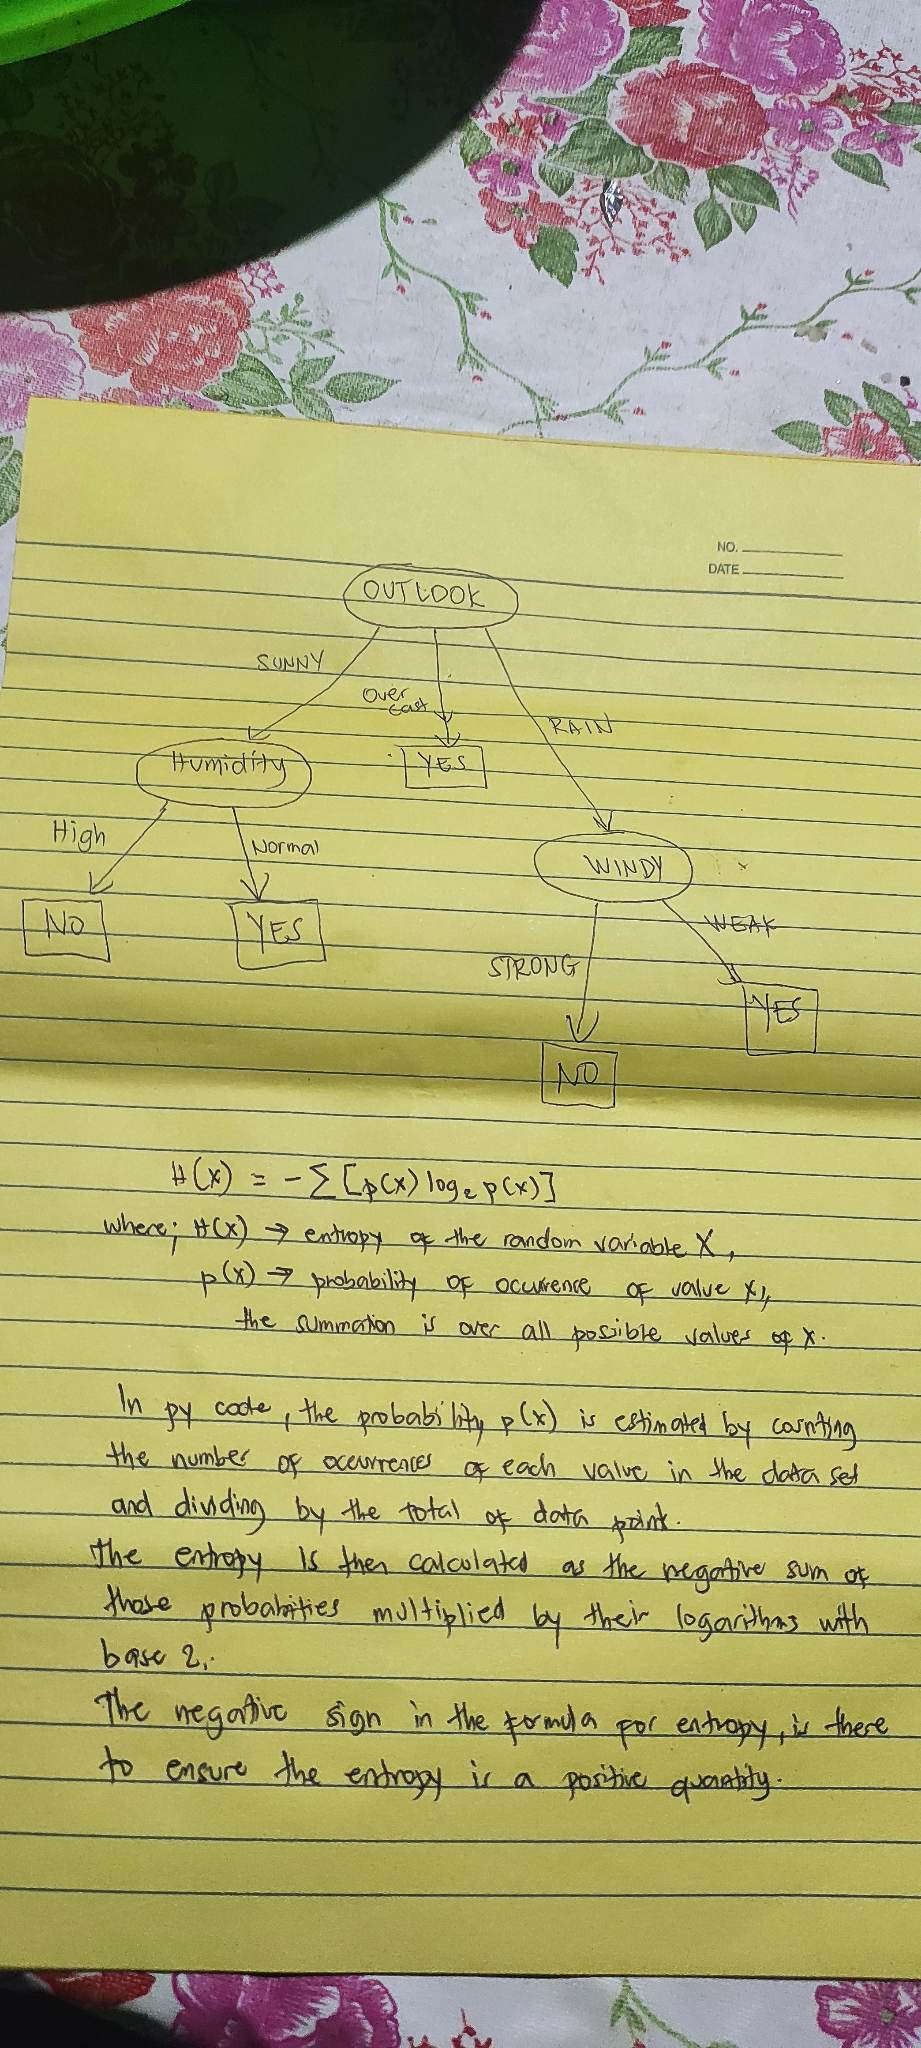 NO.
DATE
OUTLOOK
SUNNY
Over
cast
RAIN
Humidity
YES
WINDY
High
Normal
WEAK
NO
YES
STRONG
YES
NO
H(x) = -∑ [p(x) log₂ p(x)]
where; H(x) → entropy of the random variable X,
p(x) → probability of ocurrence of value x,
the summation is over all possible values of x.
In py code, the probability p(x) is estimated by counting
the number of ocurrences of each value in the data set
and dividing by the total of data point.
The entropy is then calculated as the negative sum of
those probabilities multiplied by their logarithms with
base 2.
The negative sign in the formula for entropy, is there
to ensure the entropy is a positive quantity.